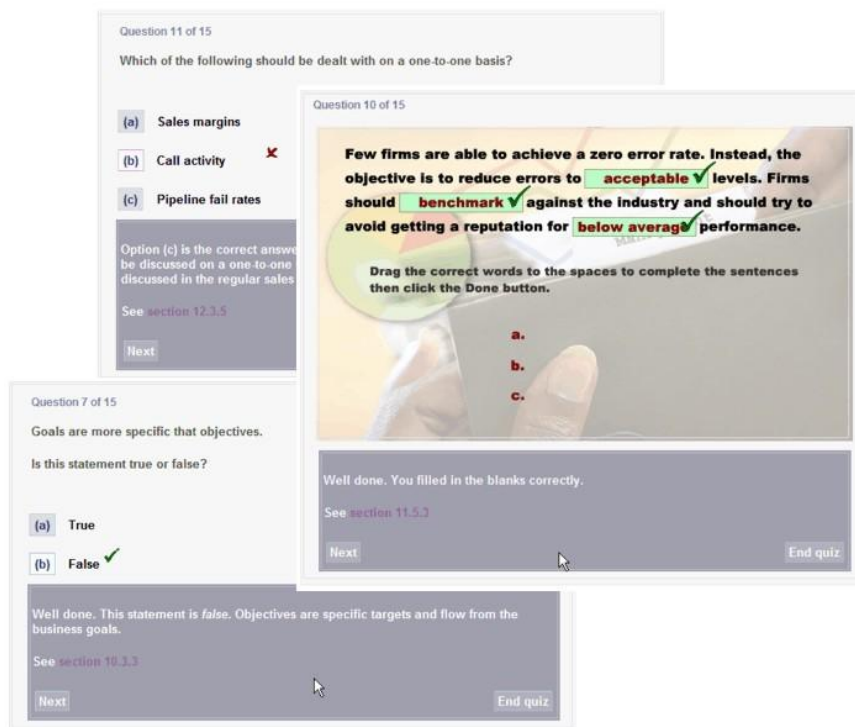 Question 11 of 15
Which of the following should be dealt with on a one-to-one basis?
(a) Sales margins
(b) Call activity
(c) Pipeline fail rates
Option (c) is the correct answe
be discussed on a one-to-one
discussed in the regular sales
See section 12.3.5
Next
Question 10 of 15
Few firms are able to achieve a zero error rate. Instead, the
objective is to reduce errors to acceptable levels. Firms
should benchmark against the industry and should try to
avoid getting a reputation for below average performance.
Drag the correct words to the spaces to complete the sentences
then click the Done button.
a.
b.
c.
Well done. You filled in the blanks correctly.
See section 11.5.3
Next End quiz
Question 7 of 15
Goals are more specific that objectives.
Is this statement true or false?
(a) True
(b) False
Well done. This statement is false. Objectives are specific targets and flow from the
business goals.
See section 10.3.3
Next End quiz